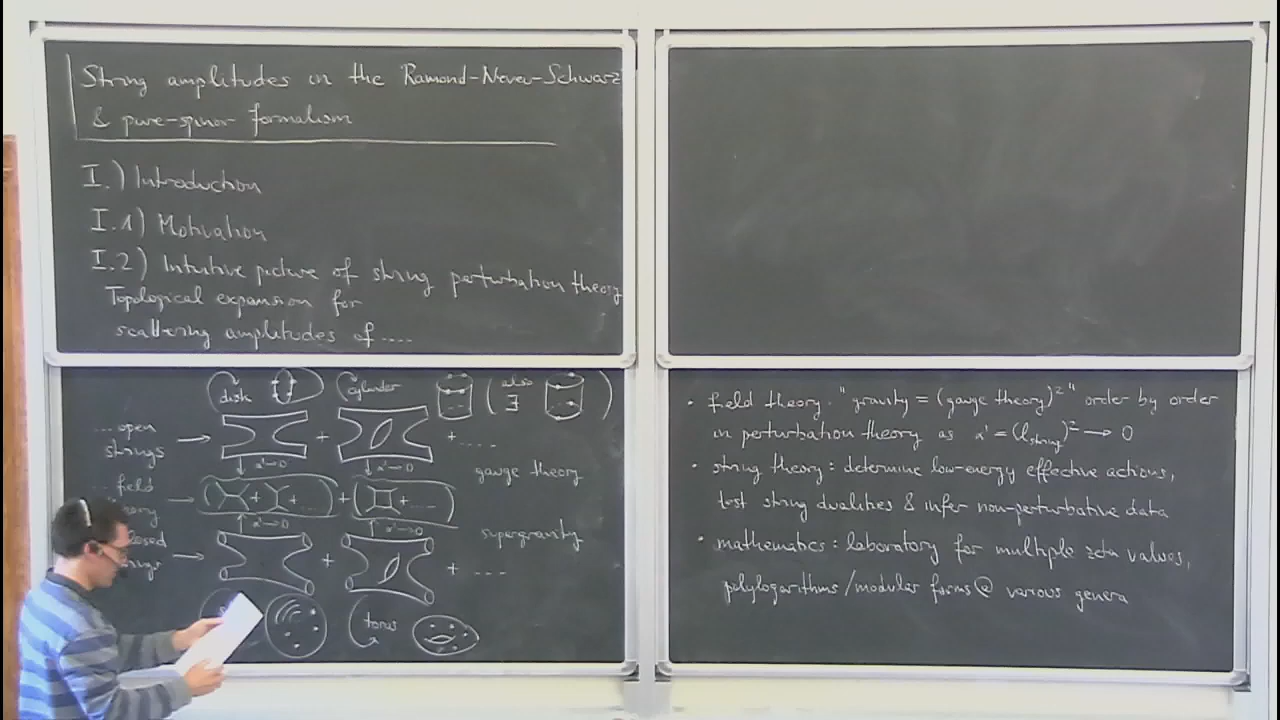 String amplitudes in the Ramond-Neveu-Schwarz
& pure-spinor formalism
I.) Introduction
I.1) Motivation
I.2) Intuitive picture of string perturbation theory
Topological expansion for
scattering amplitudes of ....
disk cylinder ( also ∃ )
... open strings → + + ....
α'→0 α'→0
gauge theory
... field → + ... + + ....
α'→0 α'→0
supergravity
→ + + ...
torus
• field theory: "gravity = (gauge theory)²" order by order
in perturbation theory as α' = (l_string)² → 0
• string theory: determine low-energy effective actions,
test string dualities & infer non-perturbative data
• mathematics: laboratory for multiple zeta values,
polylogarithms/modular forms @ various genera